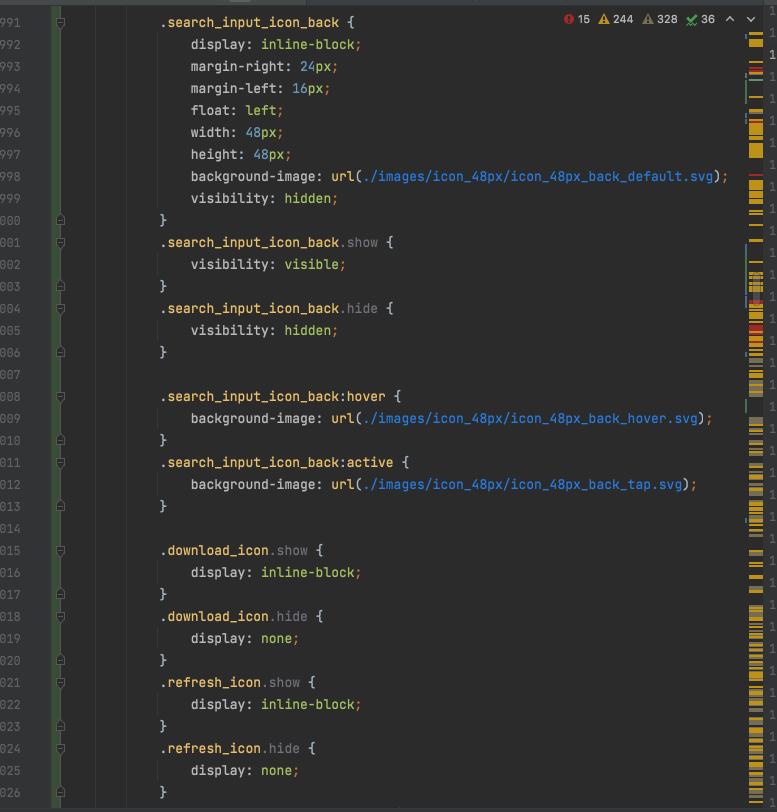 15 244 328 36
991 .search_input_icon_back {
992 display: inline-block;
993 margin-right: 24px;
994 margin-left: 16px;
995 float: left;
996 width: 48px;
997 height: 48px;
998 background-image: url(./images/icon_48px/icon_48px_back_default.svg);
999 visibility: hidden;
000 }
001 .search_input_icon_back.show {
002 visibility: visible;
003 }
004 .search_input_icon_back.hide {
005 visibility: hidden;
006 }
007
008 .search_input_icon_back:hover {
009 background-image: url(./images/icon_48px/icon_48px_back_hover.svg);
010 }
011 .search_input_icon_back:active {
012 background-image: url(./images/icon_48px/icon_48px_back_tap.svg);
013 }
014
015 .download_icon.show {
016 display: inline-block;
017 }
018 .download_icon.hide {
019 display: none;
020 }
021 .refresh_icon.show {
022 display: inline-block;
023 }
024 .refresh_icon.hide {
025 display: none;
026 }